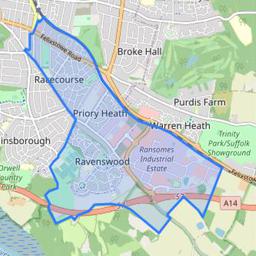 Felixstowe Road
Broke Hall
Racecourse
Purdis Farm
Priory Heath
Warren Heath
Trinity
Park/Suffolk
Showground
insborough
Ransomes
Industrial
Estate
Ravenswood
Orwell
Country
Park
Felixstow
A14